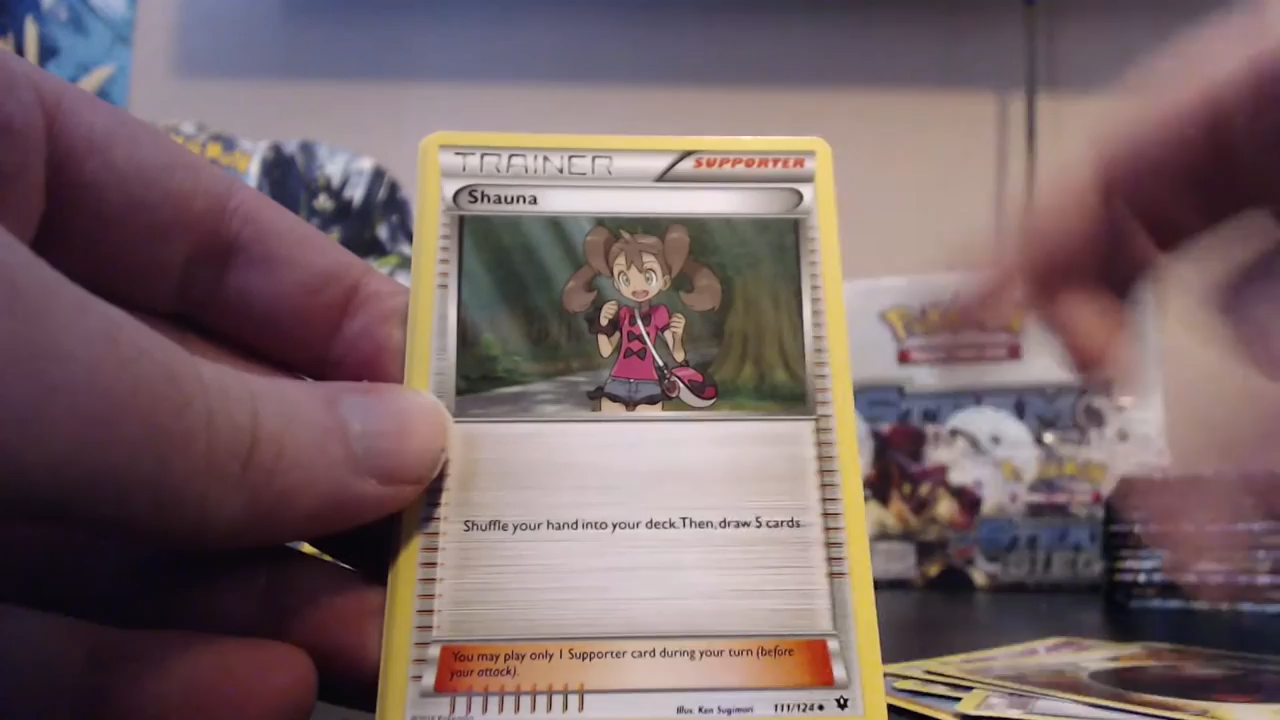 TRAINER SUPPORTER
Shauna
Shuffle your hand into your deck. Then, draw 5 cards
You may play only 1 Supporter card during your turn (before
your attack).
Illus. Ken Sugimori 111/124